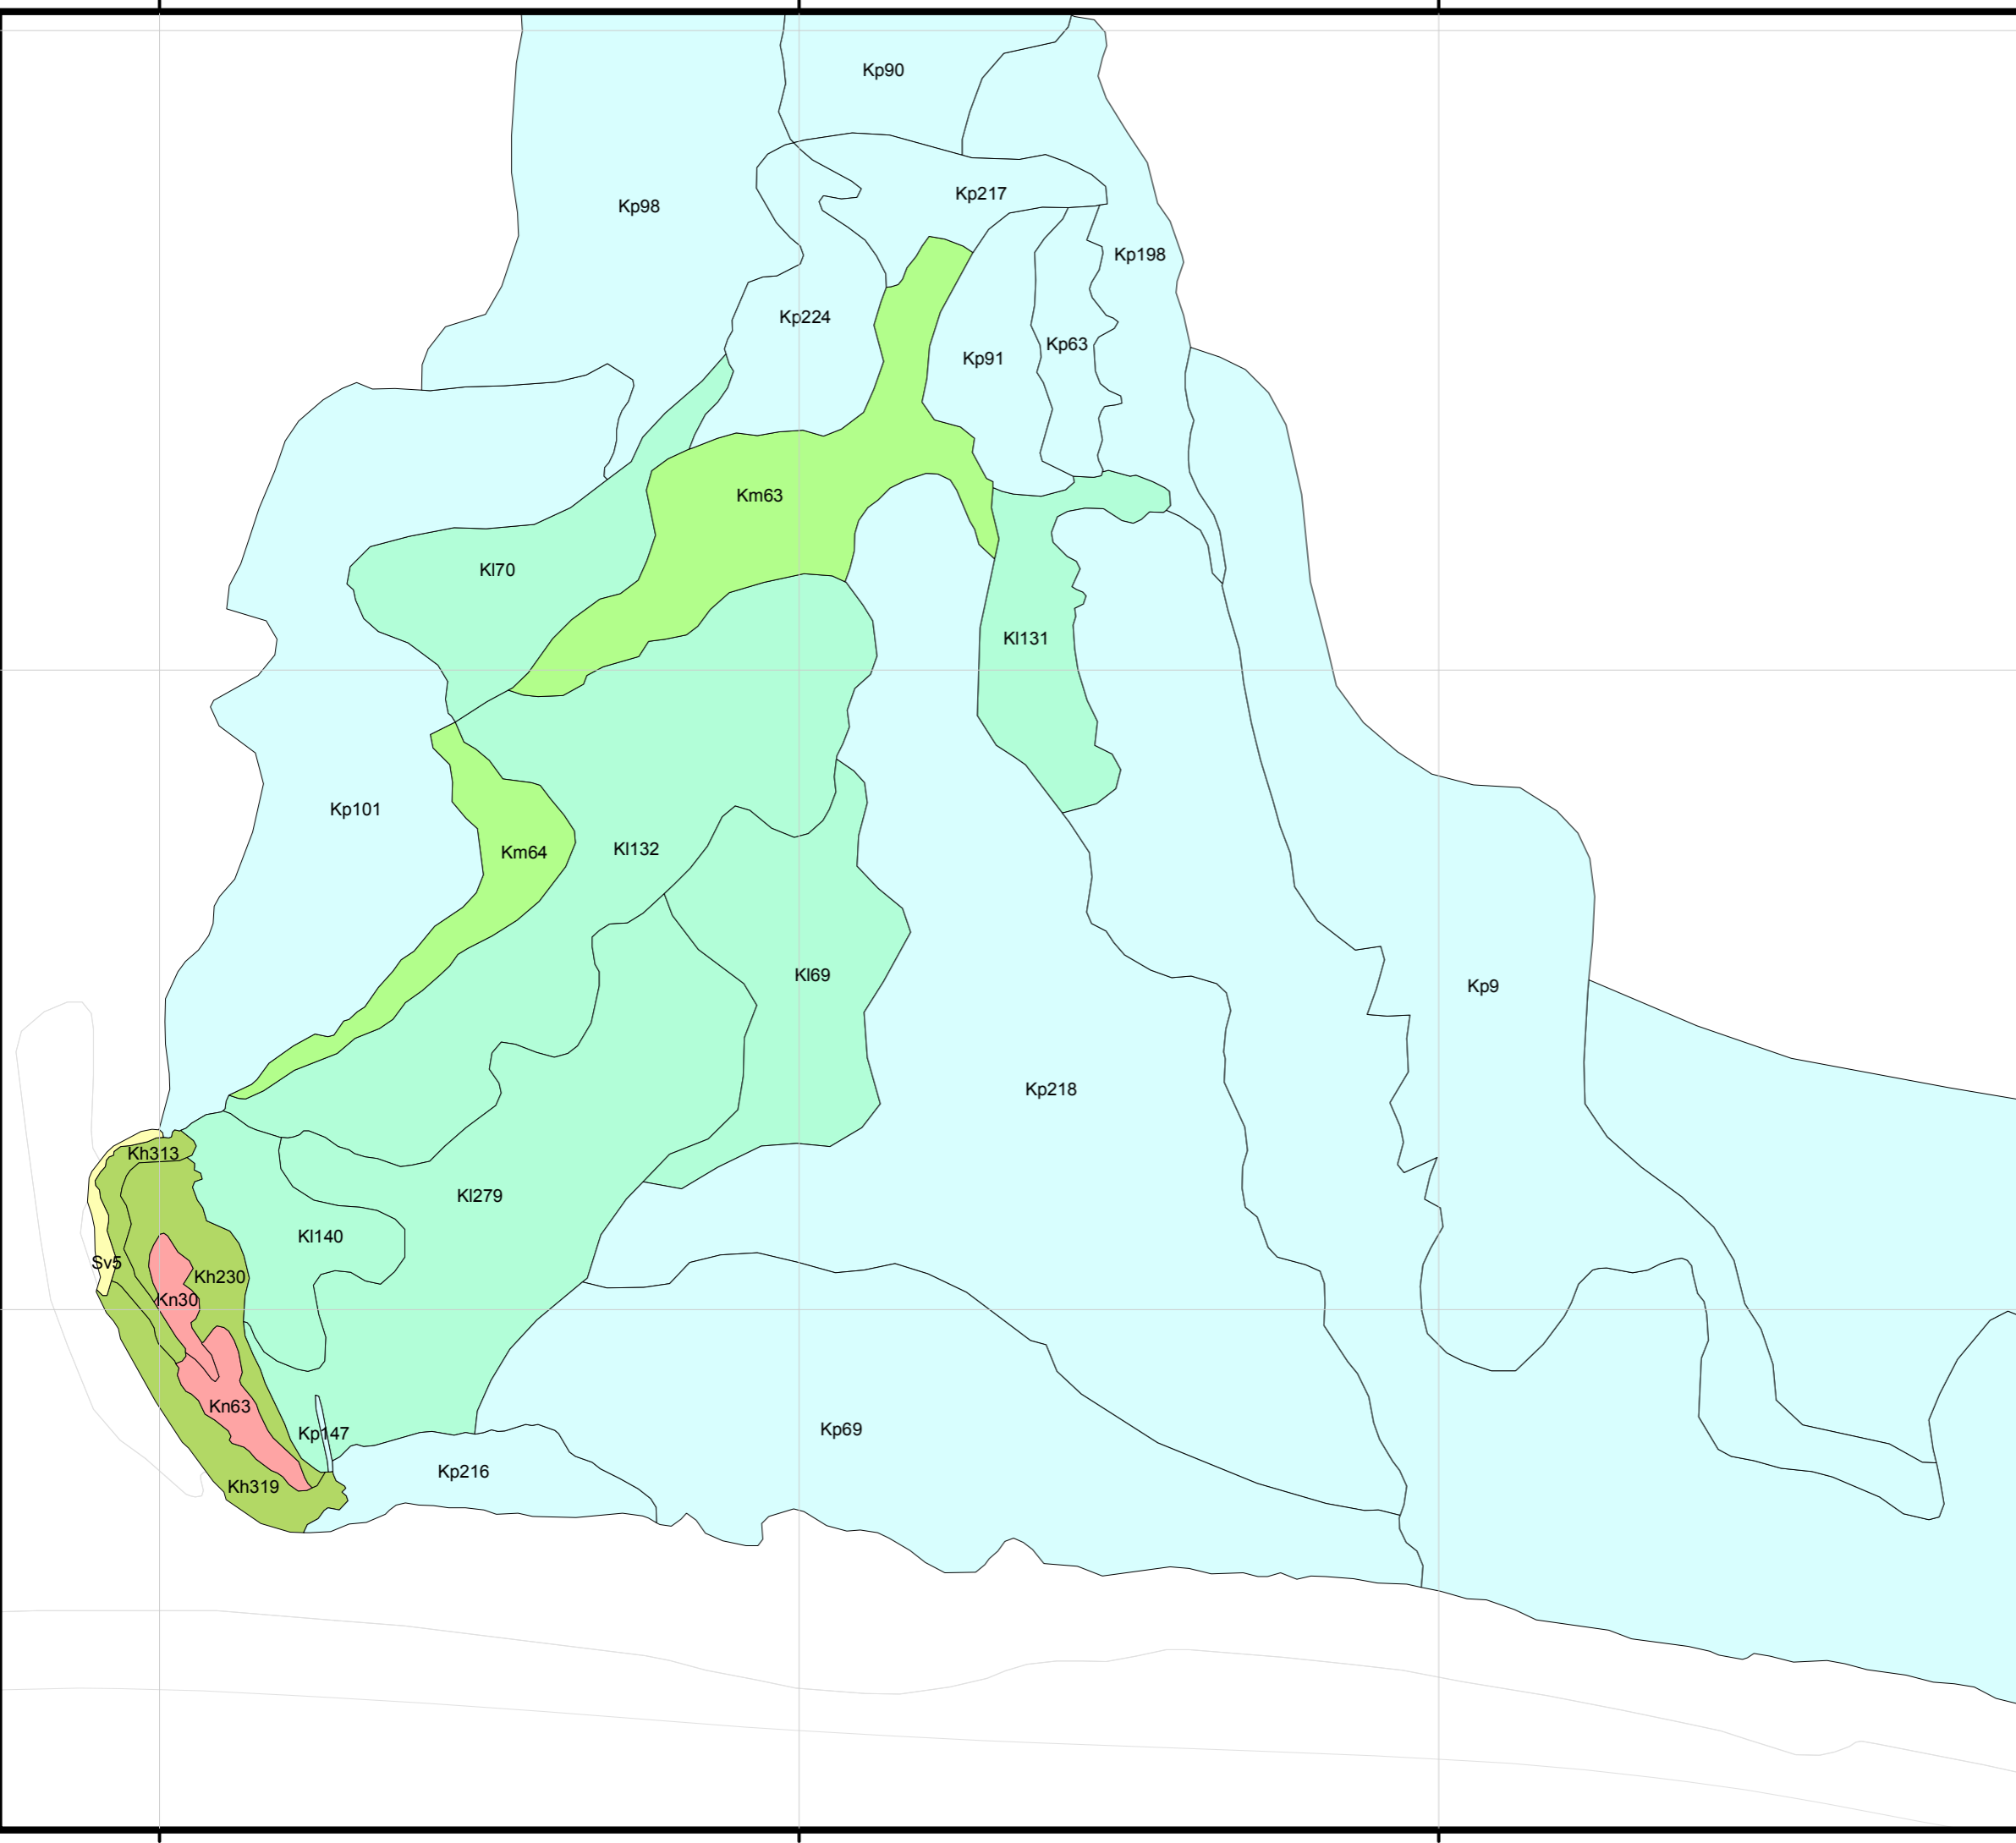 Kp90
Kp217
Kp98
Kp198
Kp224
Kp63
Kp91
Km63
Kl70
Kl131
Kp101
Kl132
Km64
Kl69
Kp9
Kp218
Kh313
Kl279
Kl140
Sv5
Kh230
Kn30
Kn63
Kp69
Kp147
Kp216
Kh319